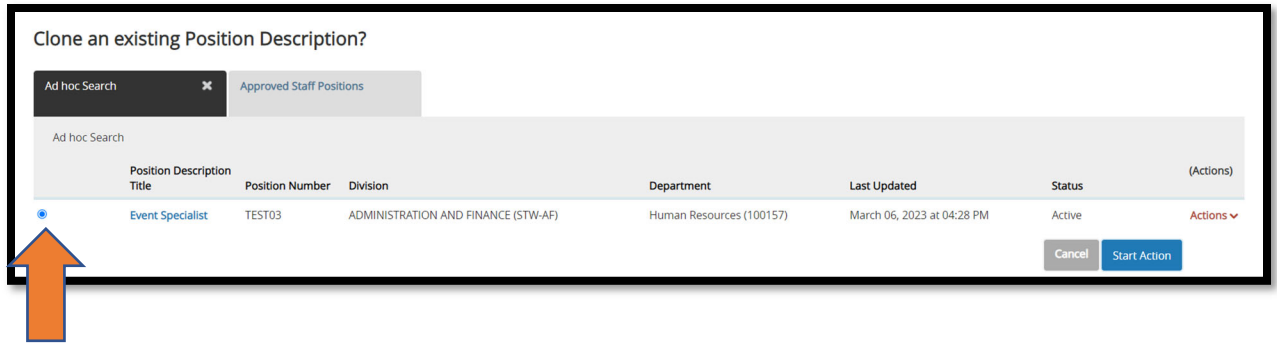 Clone an existing Position Description?
Ad hoc Search ✖ Approved Staff Positions
Ad hoc Search
Position Description Title Position Number Division Department Last Updated Status (Actions)
Event Specialist TEST03 ADMINISTRATION AND FINANCE (STW-AF) Human Resources (100157) March 06, 2023 at 04:28 PM Active Actions
Cancel Start Action